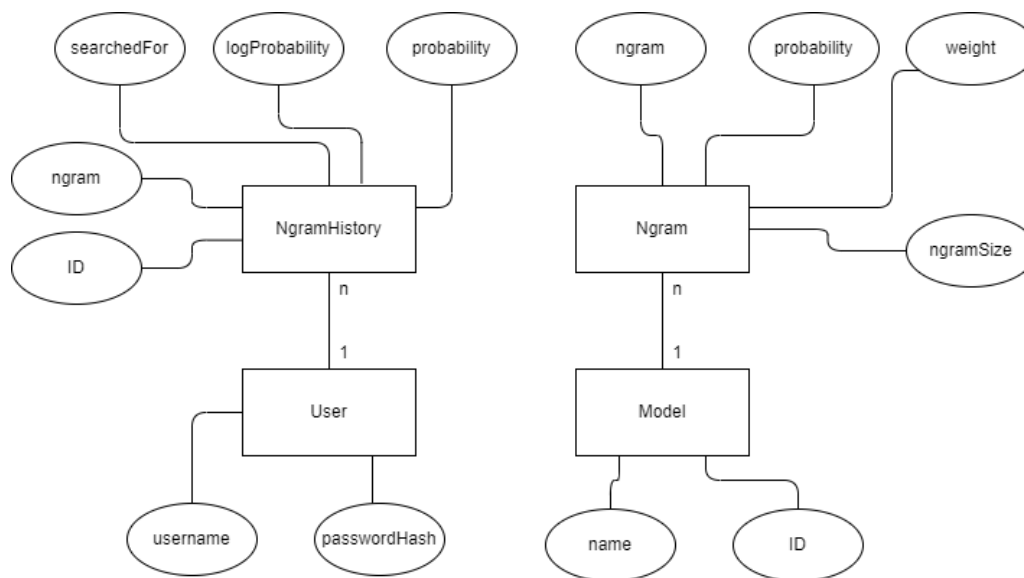 searchedFor
logProbability
probability
ngram
probability
weight
ngram
NgramHistory
Ngram
ID
ngramSize
n
n
1
1
User
Model
username
passwordHash
name
ID